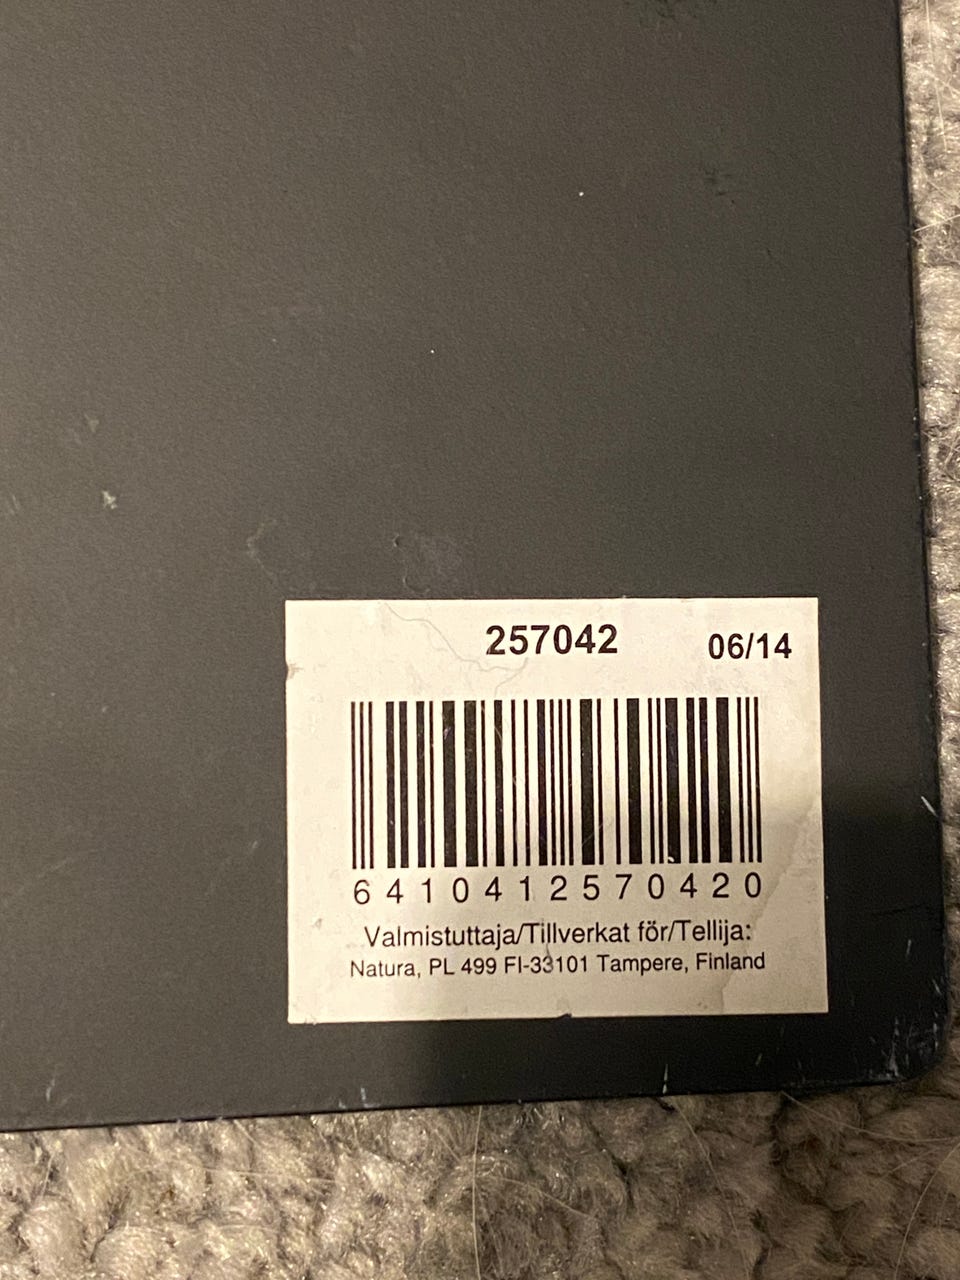 257042 06/14
6410412570420
Valmistuttaja/Tillverkat för/Tellija:
Natura, PL 499 FI-33101 Tampere, Finland